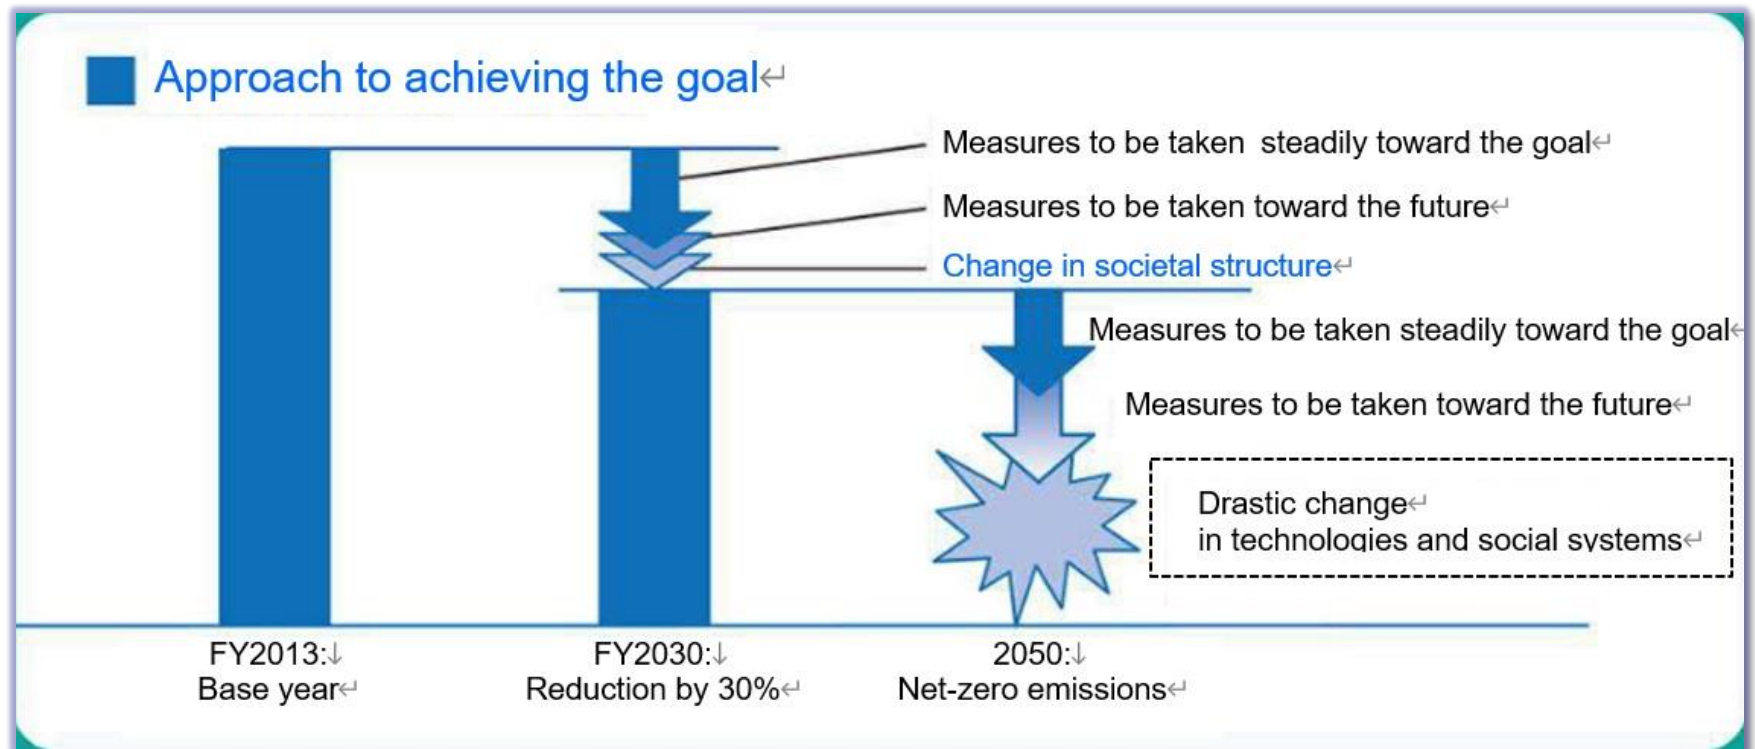 Approach to achieving the goal↵
Measures to be taken steadily toward the goal↵
Measures to be taken toward the future↵
Change in societal structure↵
Measures to be taken steadily toward the goal↵
Measures to be taken toward the future↵
Drastic change↵
in technologies and social systems↵
FY2013:↓
Base year↵
FY2030:↓
Reduction by 30%↵
2050:↓
Net-zero emissions↵